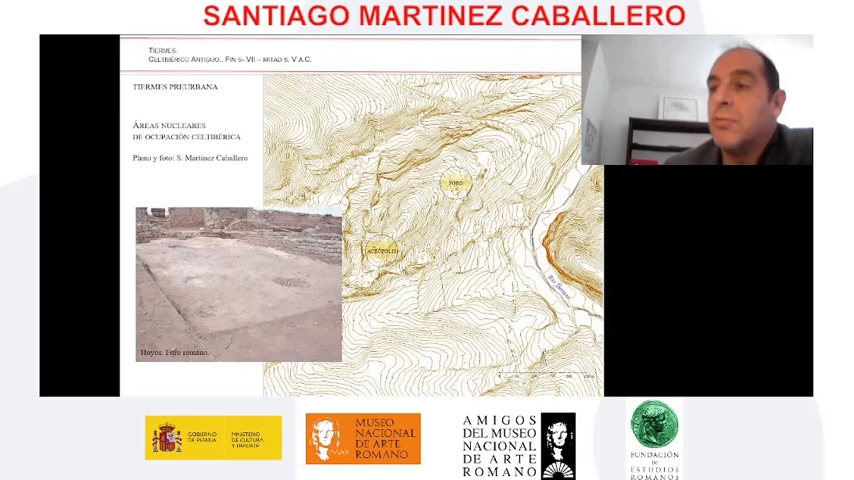 SANTIAGO MARTINEZ CABALLERO
TIERMES.
CELTIBÉRICO ANTIGUO.. FIN S- VII – MITAD S. V A.C.
TIERMES PREURBANA
ÁREAS NUCLEARES
DE OCUPACIÓN CELTIBÉRICA
Plano y foto: S. Martínez Caballero
FORO
ACRÓPOLIS
Hoyos. Foro romano.
GOBIERNO
DE ESPAÑA
MINISTERIO
DE CULTURA
Y DEPORTE
MUSEO
NACIONAL
DE ARTE
ROMANO
AMIGOS
DEL MUSEO
NACIONAL
DE ARTE
ROMANO
FUNDACIÓN
DE
ESTUDIOS
ROMANOS